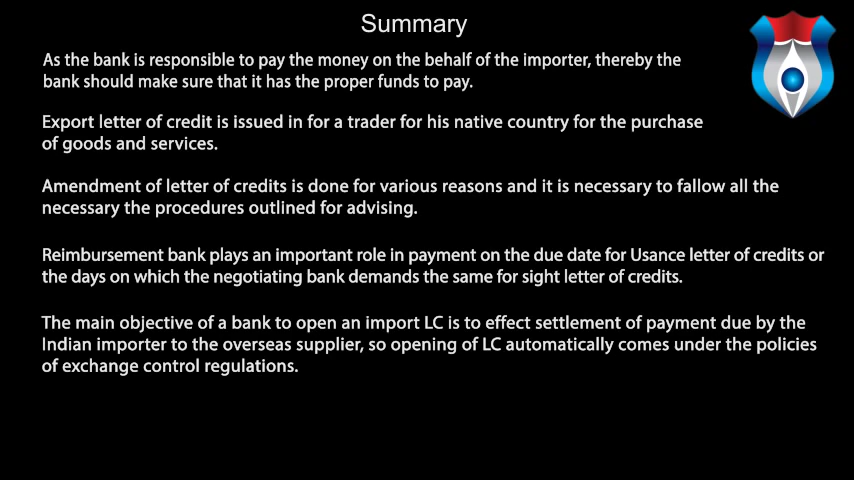 Summary
As the bank is responsible to pay the money on the behalf of the importer, thereby the
bank should make sure that it has the proper funds to pay.
Export letter of credit is issued in for a trader for his native country for the purchase
of goods and services.
Amendment of letter of credits is done for various reasons and it is necessary to fallow all the
necessary the procedures outlined for advising.
Reimbursement bank plays an important role in payment on the due date for Usance letter of credits or
the days on which the negotiating bank demands the same for sight letter of credits.
The main objective of a bank to open an import LC is to effect settlement of payment due by the
Indian importer to the overseas supplier, so opening of LC automatically comes under the policies
of exchange control regulations.